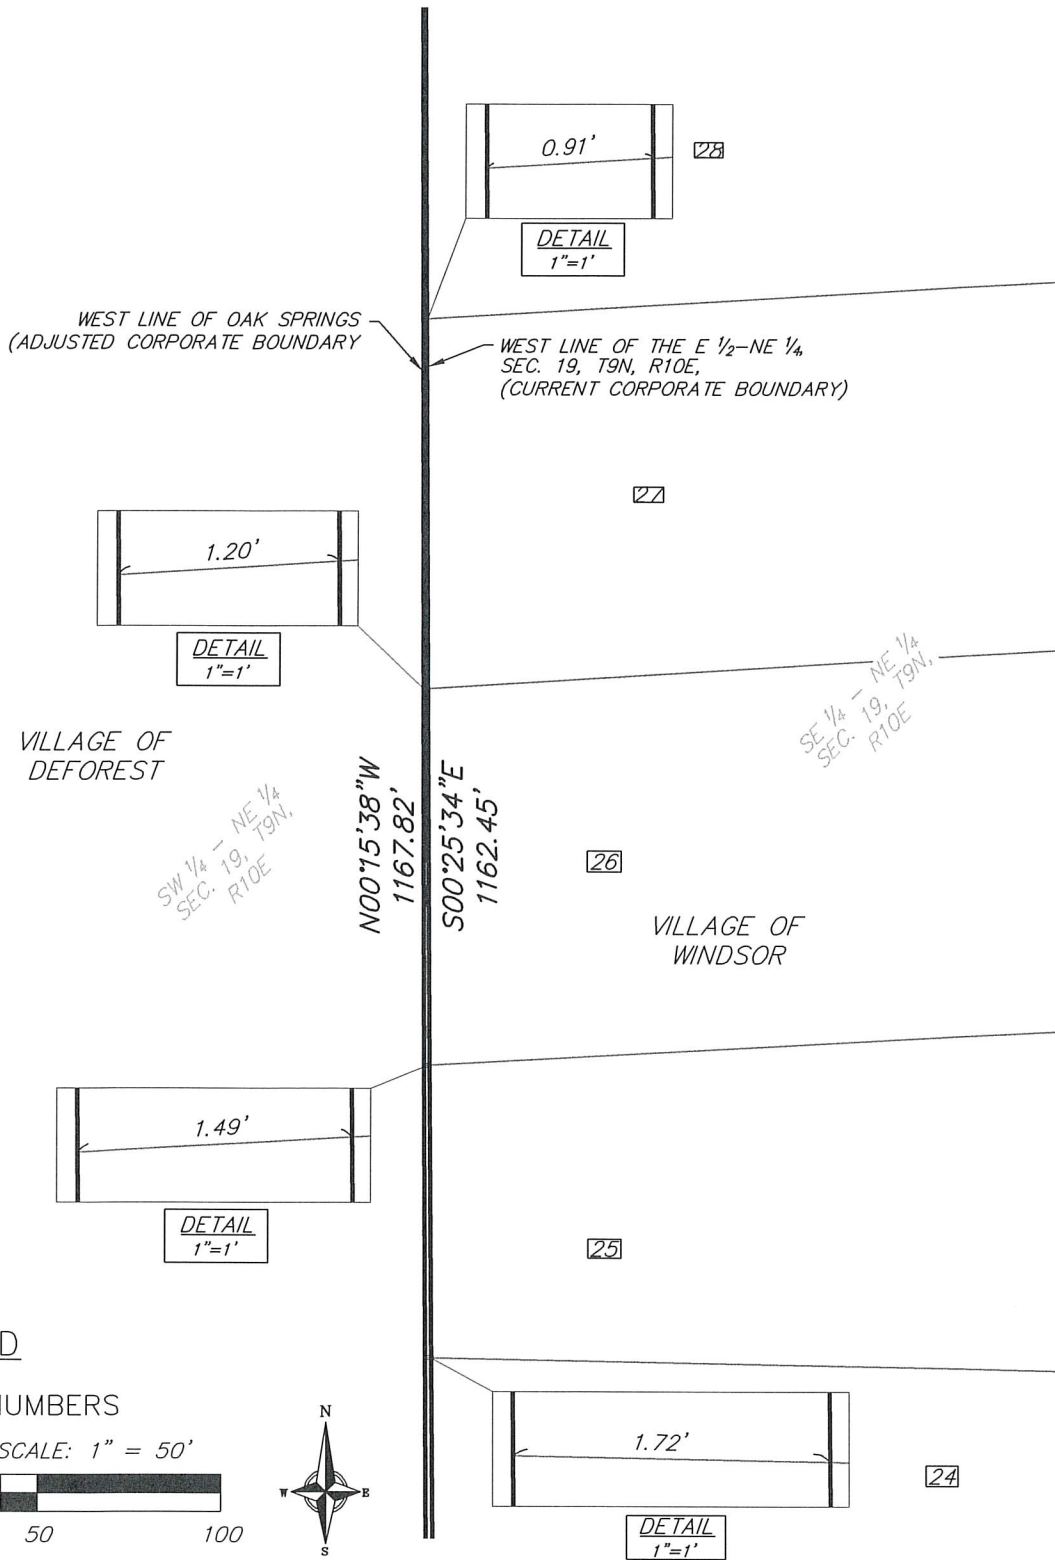 0.91'
28
DETAIL
1"=1'
WEST LINE OF OAK SPRINGS
(ADJUSTED CORPORATE BOUNDARY
WEST LINE OF THE E 1/2-NE 1/4,
SEC. 19, T9N, R10E,
(CURRENT CORPORATE BOUNDARY)
27
1.20'
DETAIL
1"=1'
SE 1/4 - NE 1/4
SEC. 19, T9N,
R10E
VILLAGE OF
DEFOREST
SW 1/4 - NE 1/4
SEC. 19, T9N,
R10E
N00°15'38"W
1167.82'
S00°25'34"E
1162.45'
26
VILLAGE OF
WINDSOR
1.49'
DETAIL
1"=1'
25
D
NUMBERS
SCALE: 1" = 50'
50
100
N
W
E
S
1.72'
DETAIL
1"=1'
24